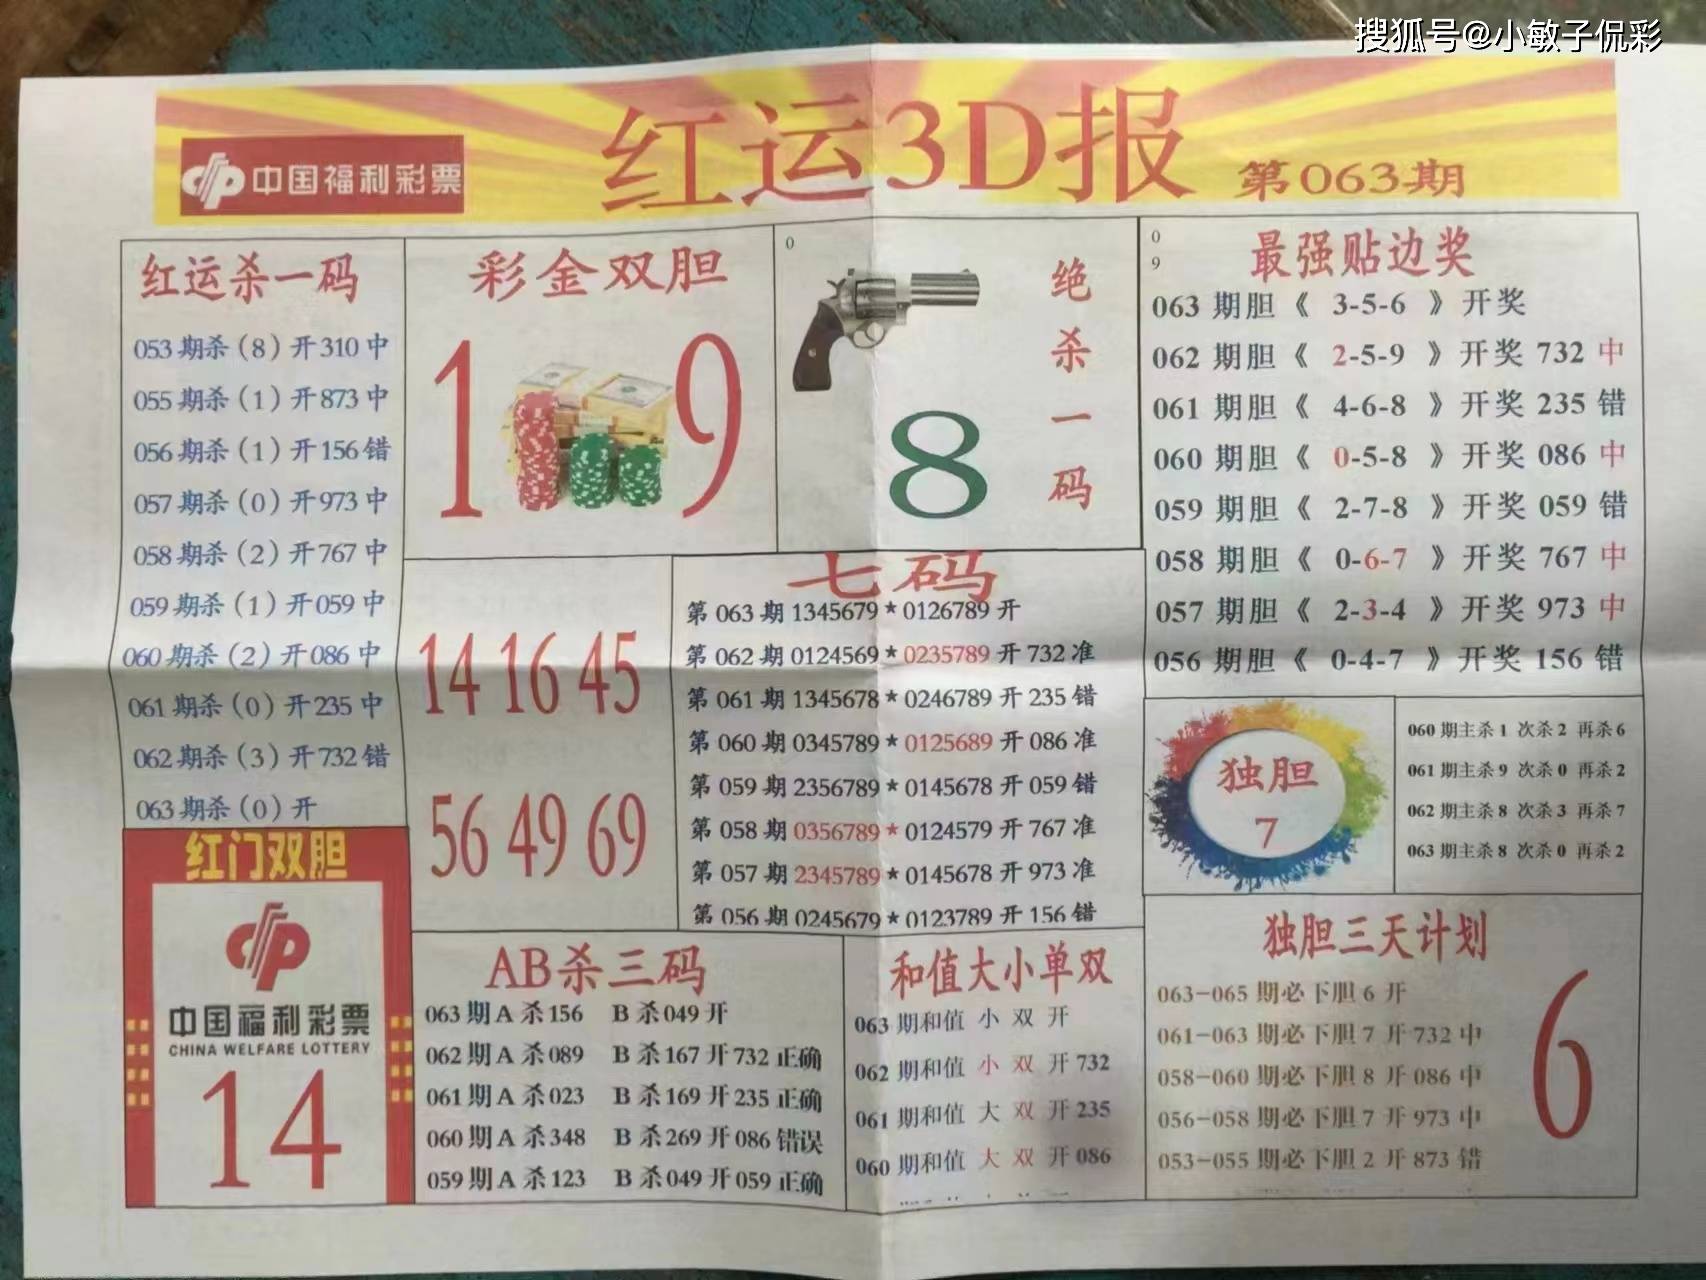 搜狐号@小敏子侃彩
中国福利彩票
红运3D报
第063期
红运杀一码
053期杀(8)开310中
055期杀(1)开873中
056期杀(1)开156错
057期杀(0)开973中
058期杀(2)开767中
059期杀(1)开059中
060期杀(2)开086中
061期杀(0)开235中
062期杀(3)开732错
063期杀(0)开
彩金双胆
1 9
0
绝杀一码
8
0
9
最强贴边奖
063期胆《 3-5-6 》开奖
062期胆《 2-5-9 》开奖 732 中
061期胆《 4-6-8 》开奖 235 错
060期胆《 0-5-8 》开奖 086 中
059期胆《 2-7-8 》开奖 059 错
058期胆《 0-6-7 》开奖 767 中
057期胆《 2-3-4 》开奖 973 中
056期胆《 0-4-7 》开奖 156 错
14 16 45
56 49 69
七码
第063期1345679★0126789开
第062期0124569★0235789开732准
第061期1345678★0246789开235错
第060期0345789★0125689开086准
第059期2356789★0145678开059错
第058期0356789★0124579开767准
第057期2345789★0145678开973准
第056期0245679★0123789开156错
独胆
7
060期主杀1 次杀2 再杀6
061期主杀9 次杀0 再杀2
062期主杀8 次杀3 再杀7
063期主杀8 次杀0 再杀2
红门双胆
中国福利彩票
CHINA WELFARE LOTTERY
14
AB杀三码
063期A杀156 B杀049开
062期A杀089 B杀167开732正确
061期A杀023 B杀169开235正确
060期A杀348 B杀269开086错误
059期A杀123 B杀049开059正确
和值大小单双
063期和值 小 双 开
062期和值 小 双 开732
061期和值 大 双 开235
060期和值 大 双 开086
独胆三天计划
063-065期必下胆6开
061-063期必下胆7开732中
058-060期必下胆8开086中
056-058期必下胆7开973中
053-055期必下胆2开873错
6